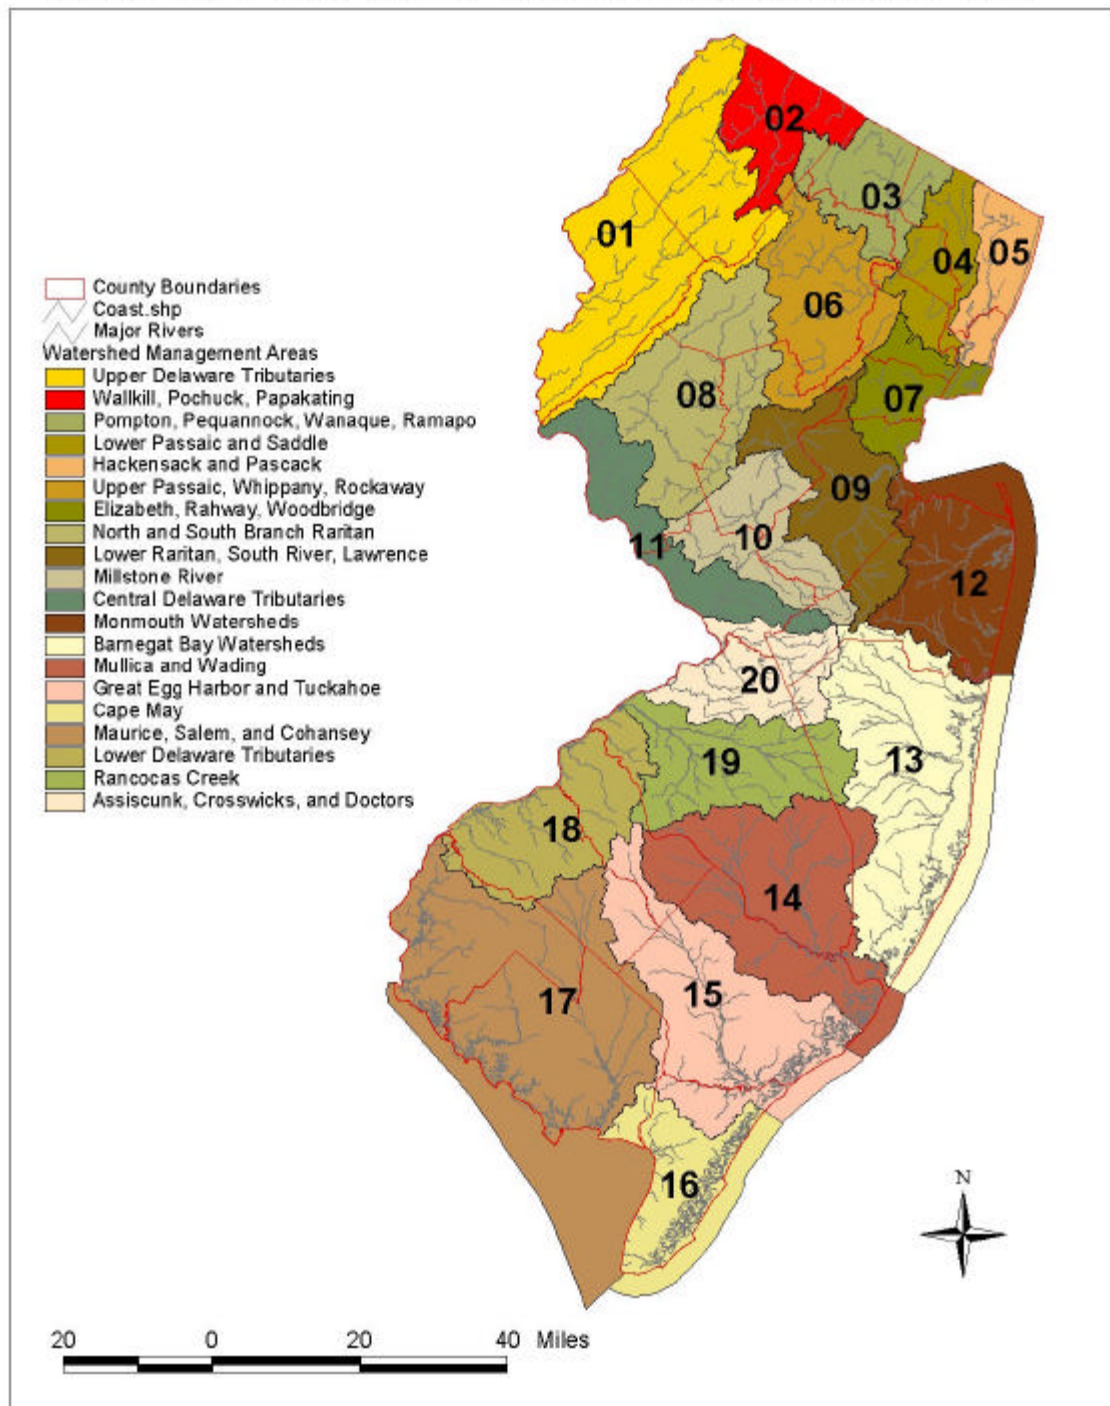 County Boundaries
Coast.shp
Major Rivers
Watershed Management Areas
Upper Delaware Tributaries
Wallkill, Pochuck, Papakating
Pompton, Pequannock, Wanaque, Ramapo
Lower Passaic and Saddle
Hackensack and Pascack
Upper Passaic, Whippany, Rockaway
Elizabeth, Rahway, Woodbridge
North and South Branch Raritan
Lower Raritan, South River, Lawrence
Millstone River
Central Delaware Tributaries
Monmouth Watersheds
Barnegat Bay Watersheds
Mullica and Wading
Great Egg Harbor and Tuckahoe
Cape May
Maurice, Salem, and Cohansey
Lower Delaware Tributaries
Rancocas Creek
Assiscunk, Crosswicks, and Doctors
02
03
01
05
04
06
08
07
09
10
11
12
20
19
13
18
14
15
17
16
N
20 0 20 40 Miles